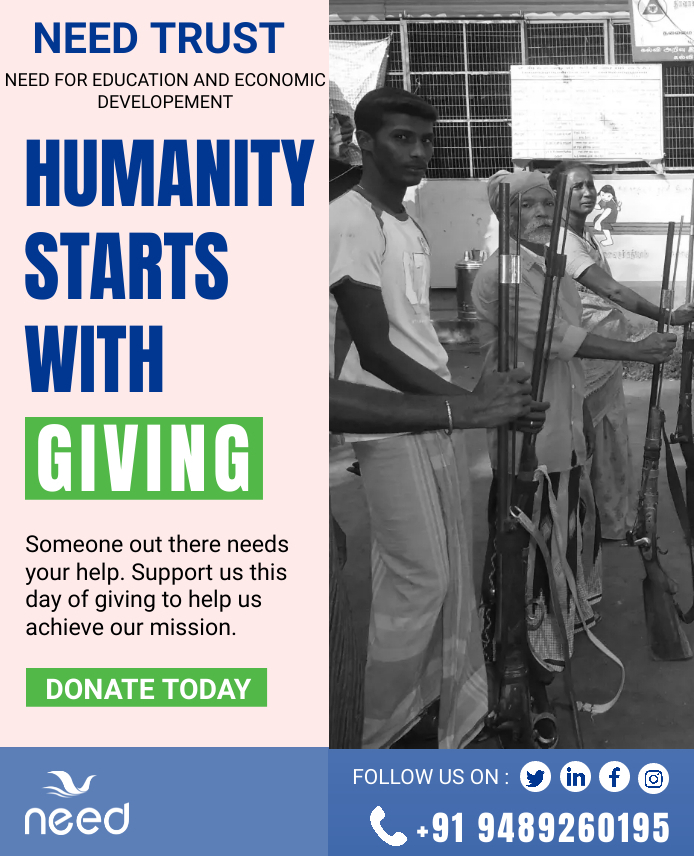 NEED TRUST
NEED FOR EDUCATION AND ECONOMIC
DEVELOPEMENT
HUMANITY
STARTS
WITH
GIVING
Someone out there needs
your help. Support us this
day of giving to help us
achieve our mission.
DONATE TODAY
need
FOLLOW US ON :
+91 9489260195